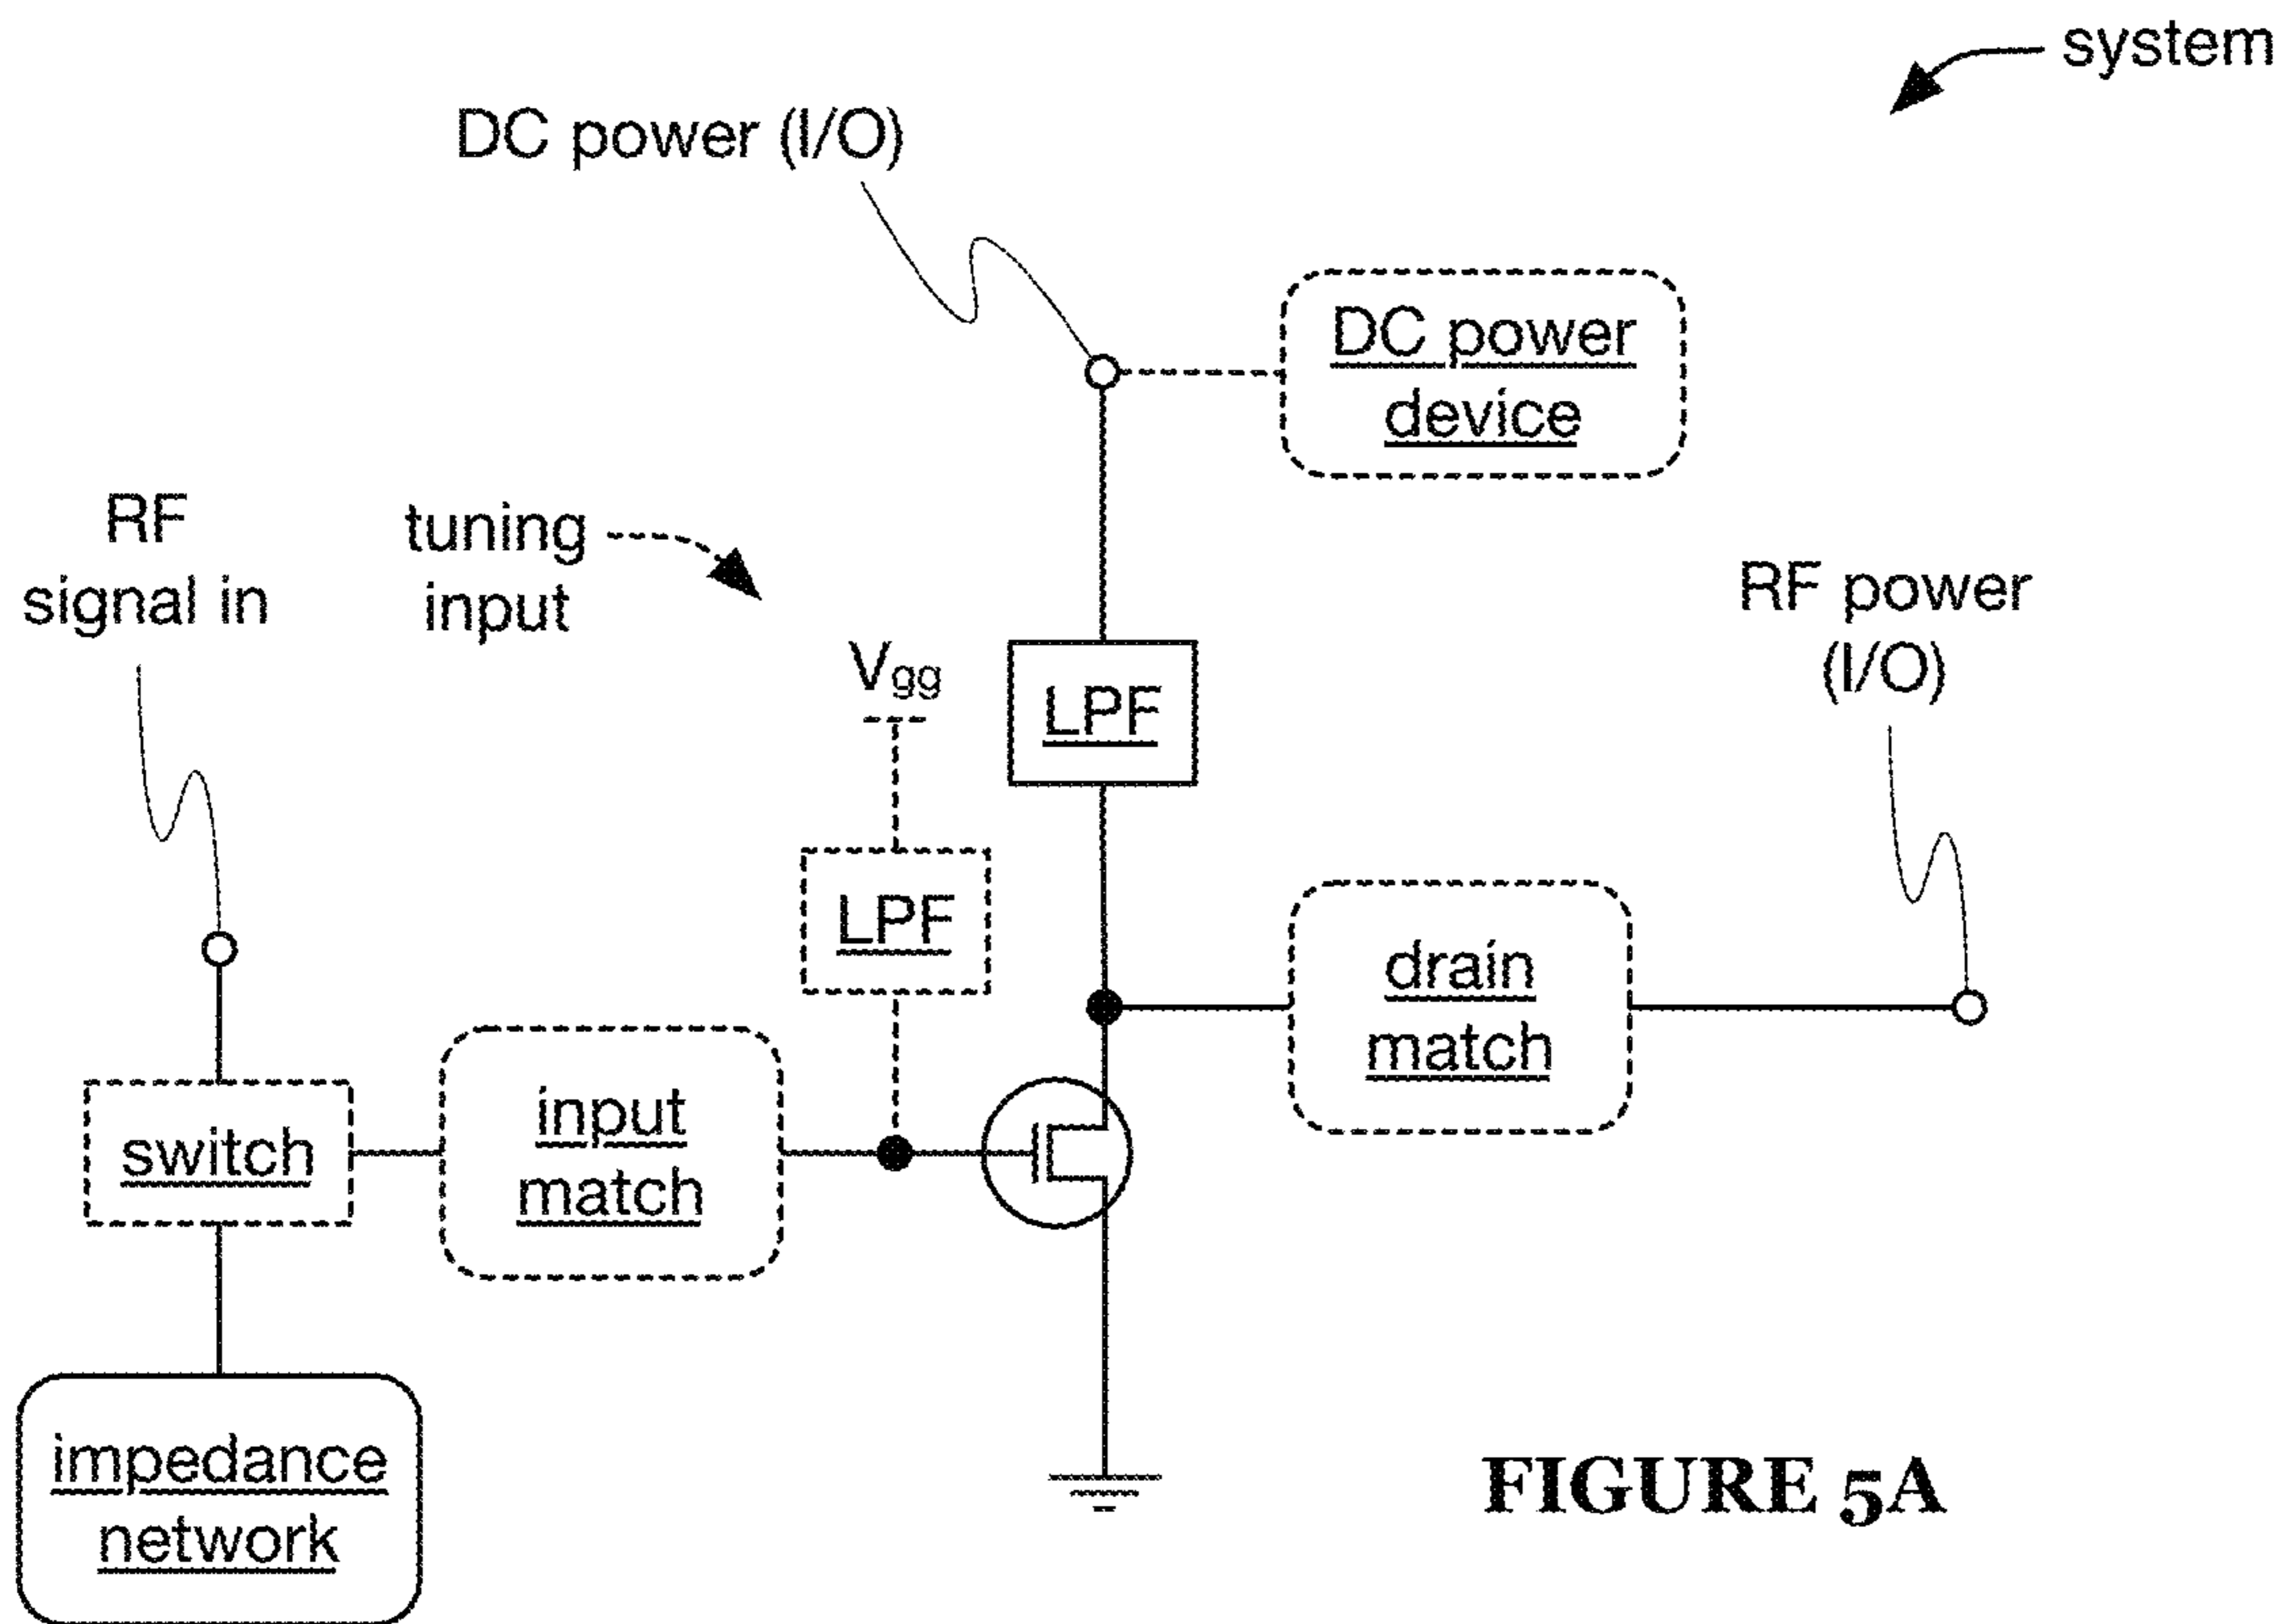 system
DC power (I/O)
DC power
device
RF
signal in
tuning
input
RF power
(I/O)
Vgg
LPF
LPF
drain
match
input
match
switch
impedance
network
FIGURE 5A